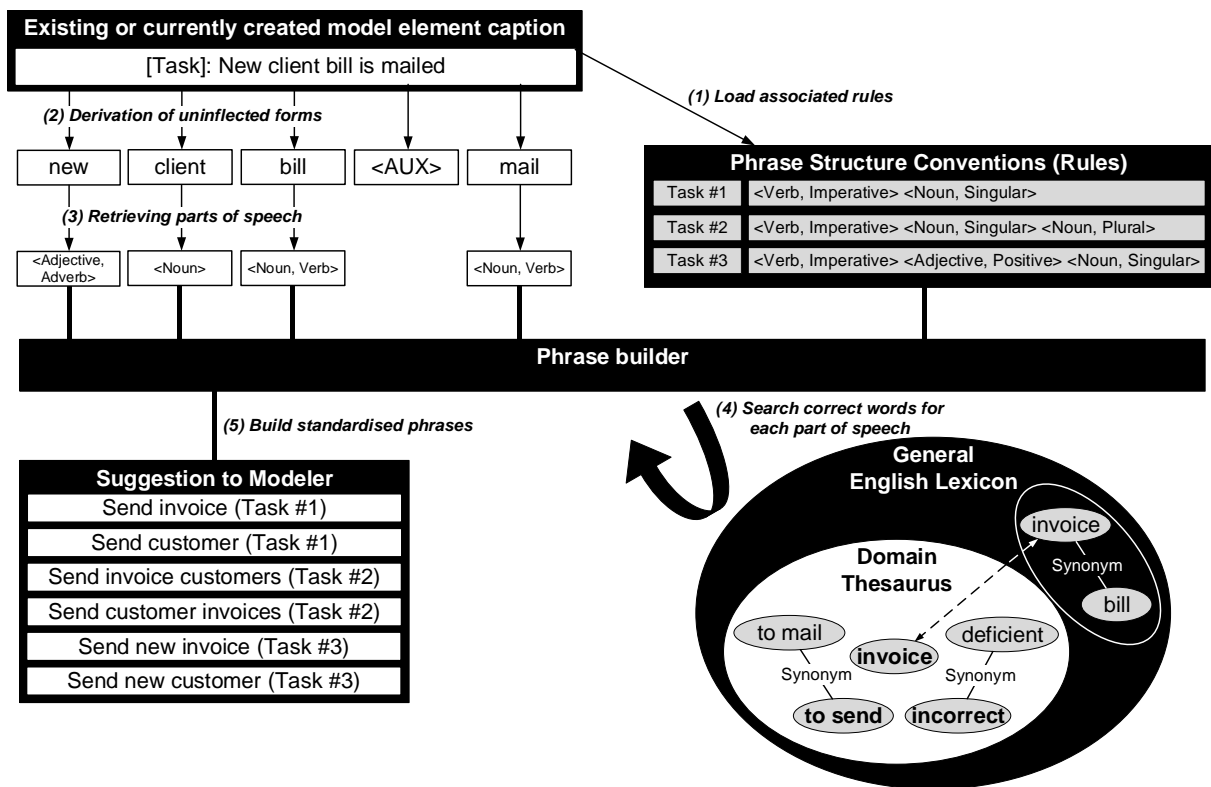 Existing or currently created model element caption
[Task]: New client bill is mailed
(1) Load associated rules
(2) Derivation of uninflected forms
new
client
bill
<AUX>
mail
Phrase Structure Conventions (Rules)
Task #1 <Verb, Imperative> <Noun, Singular>
Task #2 <Verb, Imperative> <Noun, Singular> <Noun, Plural>
Task #3 <Verb, Imperative> <Adjective, Positive> <Noun, Singular>
(3) Retrieving parts of speech
<Adjective,
Adverb>
<Noun>
<Noun, Verb>
<Noun, Verb>
Phrase builder
(4) Search correct words for
each part of speech
(5) Build standardised phrases
Suggestion to Modeler
Send invoice (Task #1)
Send customer (Task #1)
Send invoice customers (Task #2)
Send customer invoices (Task #2)
Send new invoice (Task #3)
Send new customer (Task #3)
General
English Lexicon
invoice
Synonym
bill
Domain
Thesaurus
to mail
Synonym
to send
invoice
deficient
Synonym
incorrect